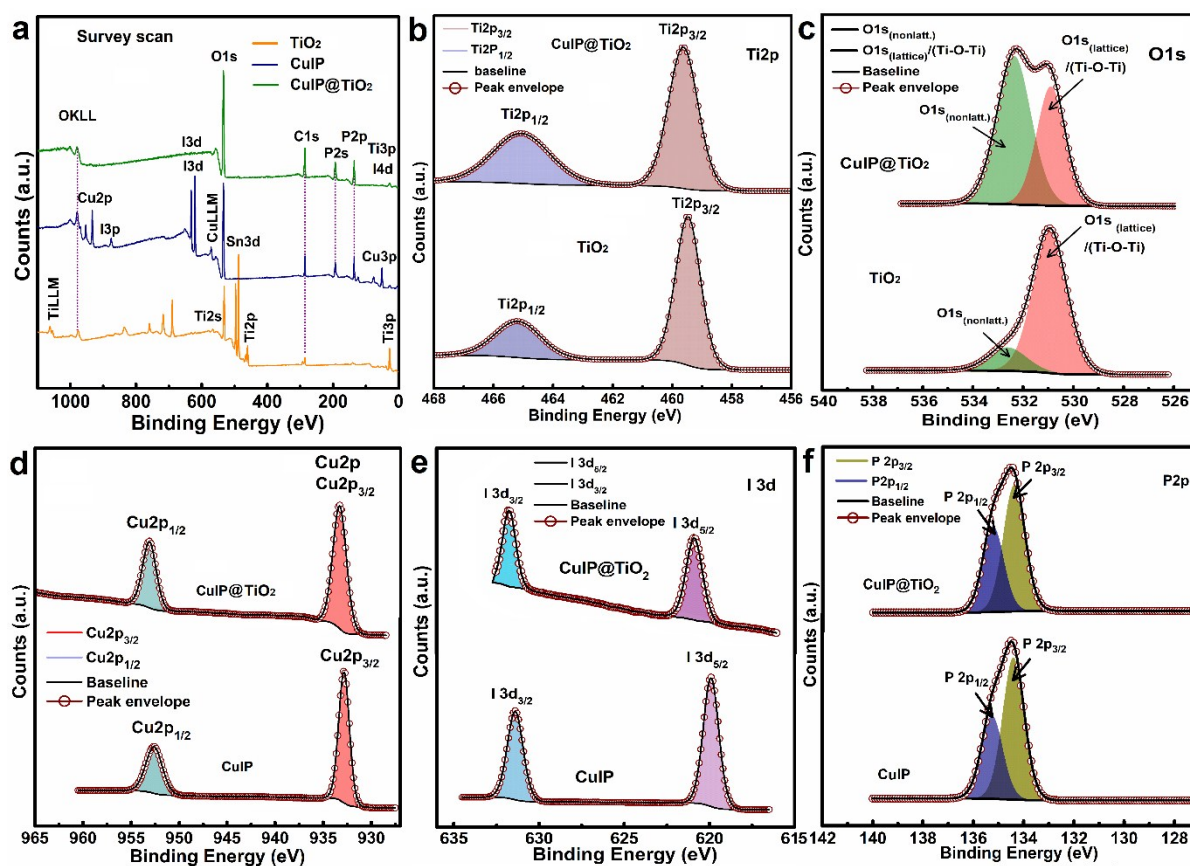 a
Survey scan
TiO₂
CuIP
CuIP@TiO₂
O1s
OKLL
I3d
I3d
C1s
P2s
P2p
Ti3p
I4d
Cu2p
I3p
CuLLM
Sn3d
Cu3p
TiLLM
Ti2s
Ti2p
Ti3p
Counts (a.u.)
1000 800 600 400 200 0
Binding Energy (eV)
b
Ti2p₃/₂
Ti2P₁/₂
baseline
Peak envelope
CuIP@TiO₂
Ti2p₃/₂
Ti2p
Ti2p₁/₂
Ti2p₃/₂
TiO₂
Ti2p₁/₂
Counts (a.u.)
468 466 464 462 460 458 456
Binding Energy (eV)
c
O1s(nonlatt.)
O1s(lattice)/(Ti-O-Ti)
Baseline
Peak envelope
O1s(lattice)
/(Ti-O-Ti)
O1s
O1s(nonlatt.)
CuIP@TiO₂
O1s (lattice)
/(Ti-O-Ti)
TiO₂
O1s(nonlatt.)
Counts (a.u.)
540 538 536 534 532 530 528 526
Binding Energy (eV)
d
Cu2p
Cu2p₃/₂
Cu2p₁/₂
CuIP@TiO₂
Cu2p₃/₂
Cu2p₁/₂
Baseline
Peak envelope
Cu2p₃/₂
Cu2p₁/₂
CuIP
Counts (a.u.)
965 960 955 950 945 940 935 930
Binding Energy (eV)
e
I 3d₅/₂
I 3d₃/₂
Baseline
Peak envelope
I 3d
I 3d₃/₂
I 3d₅/₂
CuIP@TiO₂
I 3d₅/₂
I 3d₃/₂
CuIP
Counts (a.u.)
635 630 625 620 615
Binding Energy (eV)
f
P 2p₃/₂
P2p₁/₂
Baseline
Peak envelope
P 2p₃/₂
P2p
P 2p₁/₂
CuIP@TiO₂
P 2p₃/₂
P 2p₁/₂
CuIP
Counts (a.u.)
142 140 138 136 134 132 130 128
Binding Energy (eV)